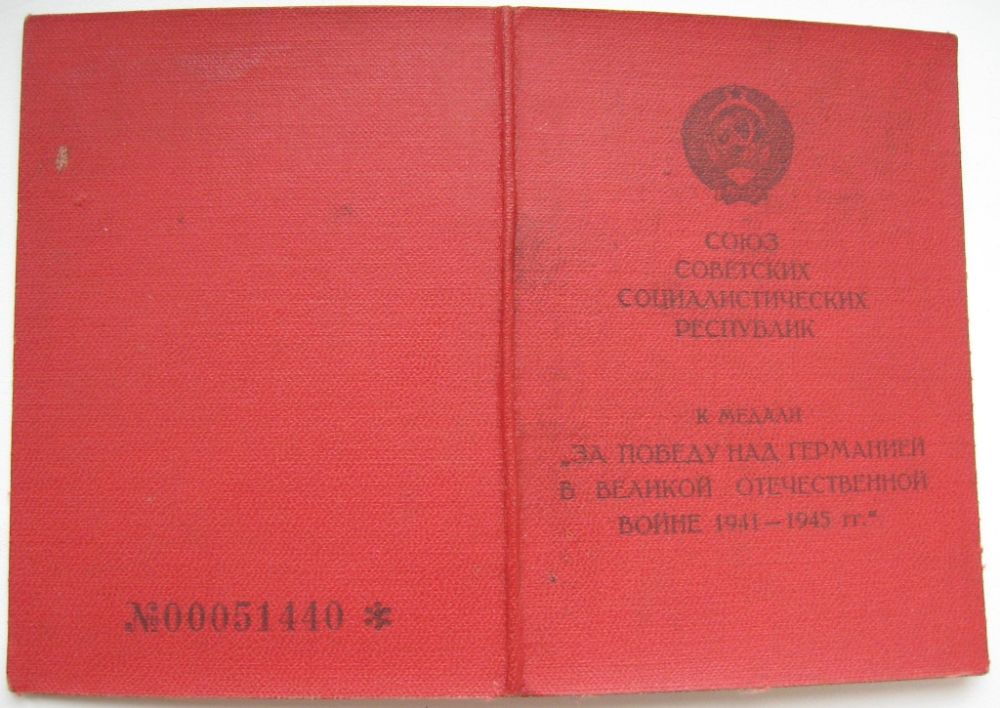 №00051440 *
СОЮЗ
СОВЕТСКИХ
СОЦИАЛИСТИЧЕСКИХ
РЕСПУБЛИК
К МЕДАЛИ
„ЗА ПОБЕДУ НАД ГЕРМАНИЕЙ
В ВЕЛИКОЙ ОТЕЧЕСТВЕННОЙ
ВОЙНЕ 1941—1945 гг.“